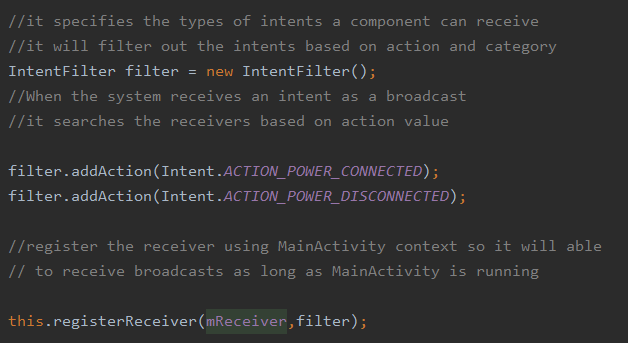 //it specifies the types of intents a component can receive
//it will filter out the intents based on action and category
IntentFilter filter = new IntentFilter();
//When the system receives an intent as a broadcast
//it searches the receivers based on action value
filter.addAction(Intent.ACTION_POWER_CONNECTED);
filter.addAction(Intent.ACTION_POWER_DISCONNECTED);
//register the receiver using MainActivity context so it will able
// to receive broadcasts as long as MainActivity is running
this.registerReceiver(mReceiver,filter);